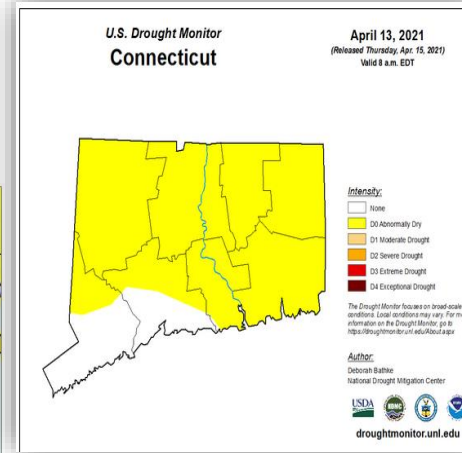 U.S. Drought Monitor
Connecticut
April 13, 2021
(Released Thursday, Apr. 15, 2021)
Valid 8 a.m. EDT
Intensity:
None
D0 Abnormally Dry
D1 Moderate Drought
D2 Severe Drought
D3 Extreme Drought
D4 Exceptional Drought
The Drought Monitor focuses on broad-scale
conditions. Local conditions may vary. For
information on the Drought Monitor, go to
https://droughtmonitor.unl.edu/About.aspx
Author:
Deborah Bathke
National Drought Mitigation Center
USDA
NDMC
droughtmonitor.unl.edu